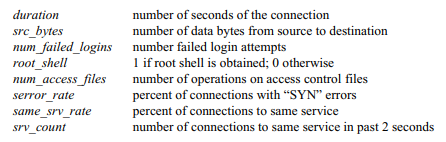 duration number of seconds of the connection
src_bytes number of data bytes from source to destination
num_failed_logins number failed login attempts
root_shell 1 if root shell is obtained; 0 otherwise
num_access_files number of operations on access control files
serror_rate percent of connections with “SYN” errors
same_srv_rate percent of connections to same service
srv_count number of connections to same service in past 2 seconds